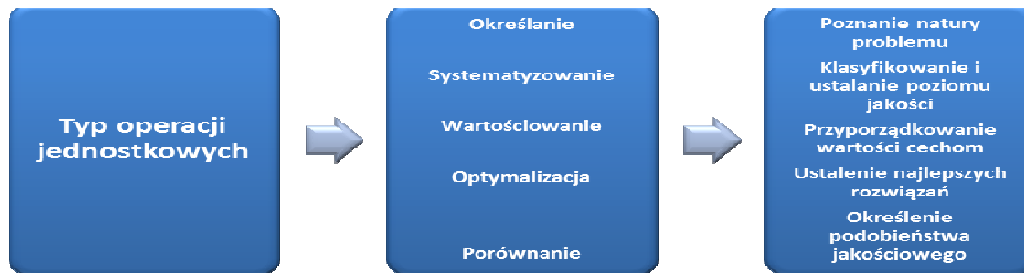 Typ operacji
jednostkowych
Określanie
Systematyzowanie
Wartościowanie
Optymalizacja
Porównanie
Poznanie natury
problemu
Klasyfikowanie i
ustalanie poziomu
jakości
Przyporządkowanie
wartości cechom
Ustalenie najlepszych
rozwiązań
Określenie
podobieństwa
jakościowego